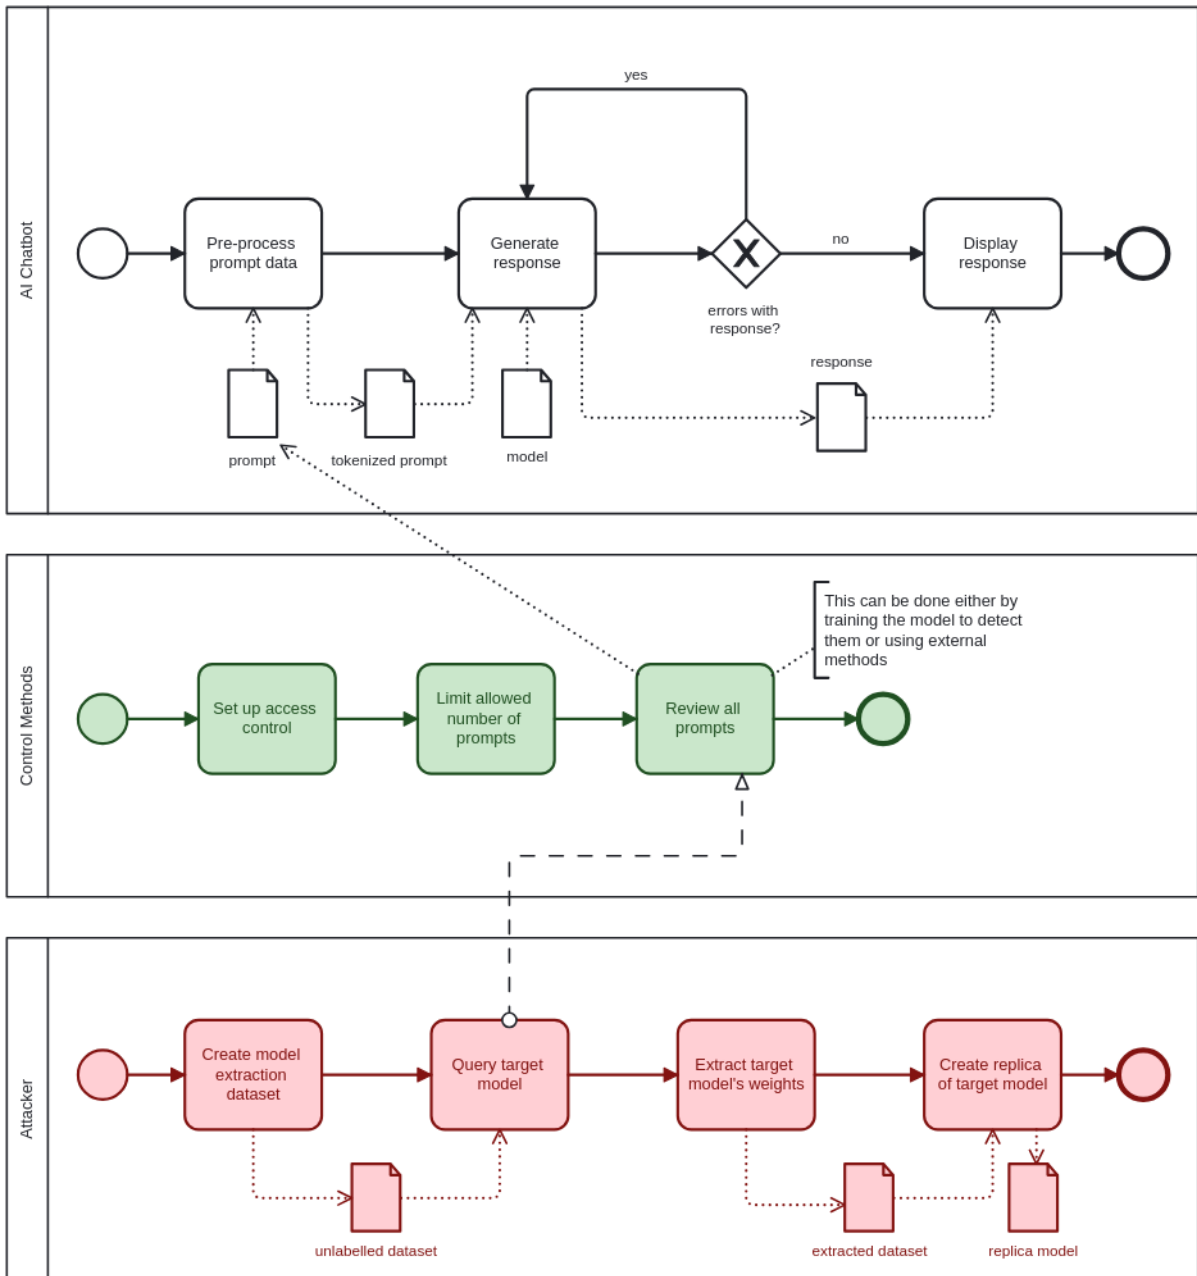 AI Chatbot
yes
Pre-process
prompt data
Generate
response
no
Display
response
errors with
response?
response
prompt
tokenized prompt
model
Control Methods
This can be done either by
training the model to detect
them or using external
methods
Set up access
control
Limit allowed
number of
prompts
Review all
prompts
Attacker
Create model
extraction
dataset
Query target
model
Extract target
model's weights
Create replica
of target model
unlabelled dataset
extracted dataset
replica model